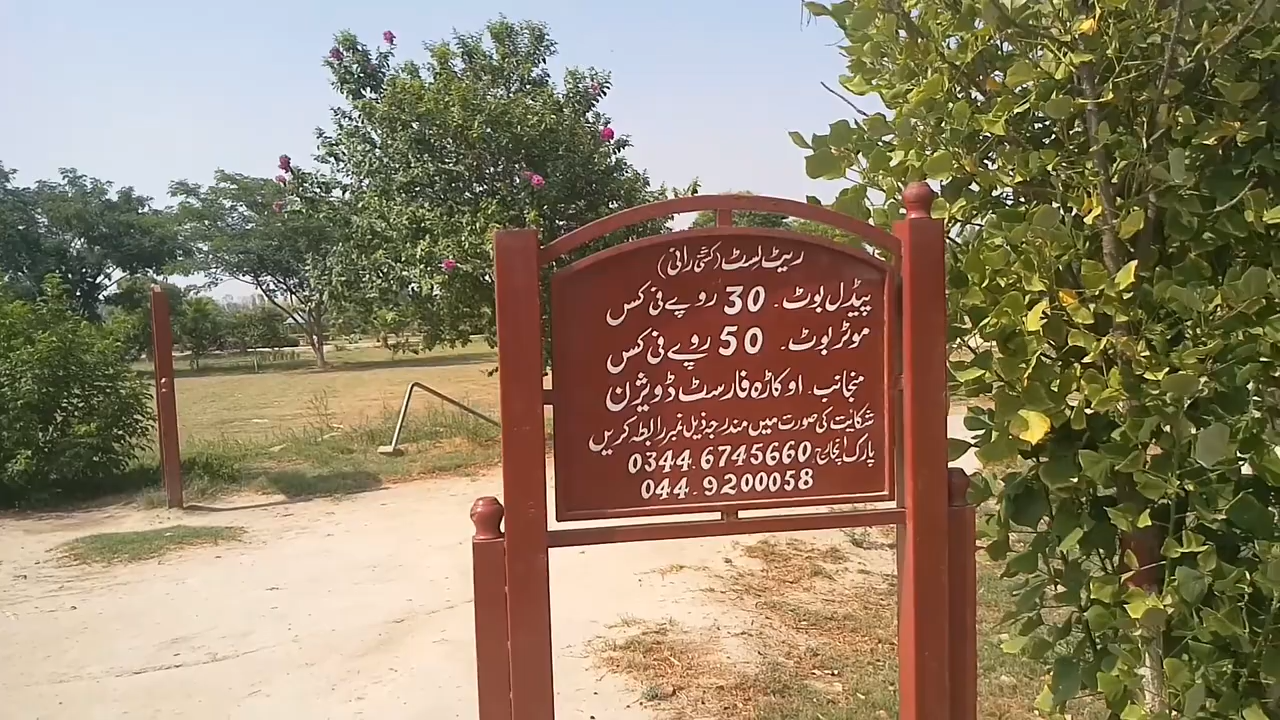 ریٹ لسٹ (کشتی رانی)
پیڈل بوٹ ۔ 30 روپے فی کس
موٹر بوٹ ۔ 50 روپے فی کس
منجانب ۔ اوکاڑہ فارسٹ ڈویژن
شکایت کی صورت میں مندرجہ ذیل نمبر رابطہ کریں
پارک انچارج 0344.6745660
044.9200058